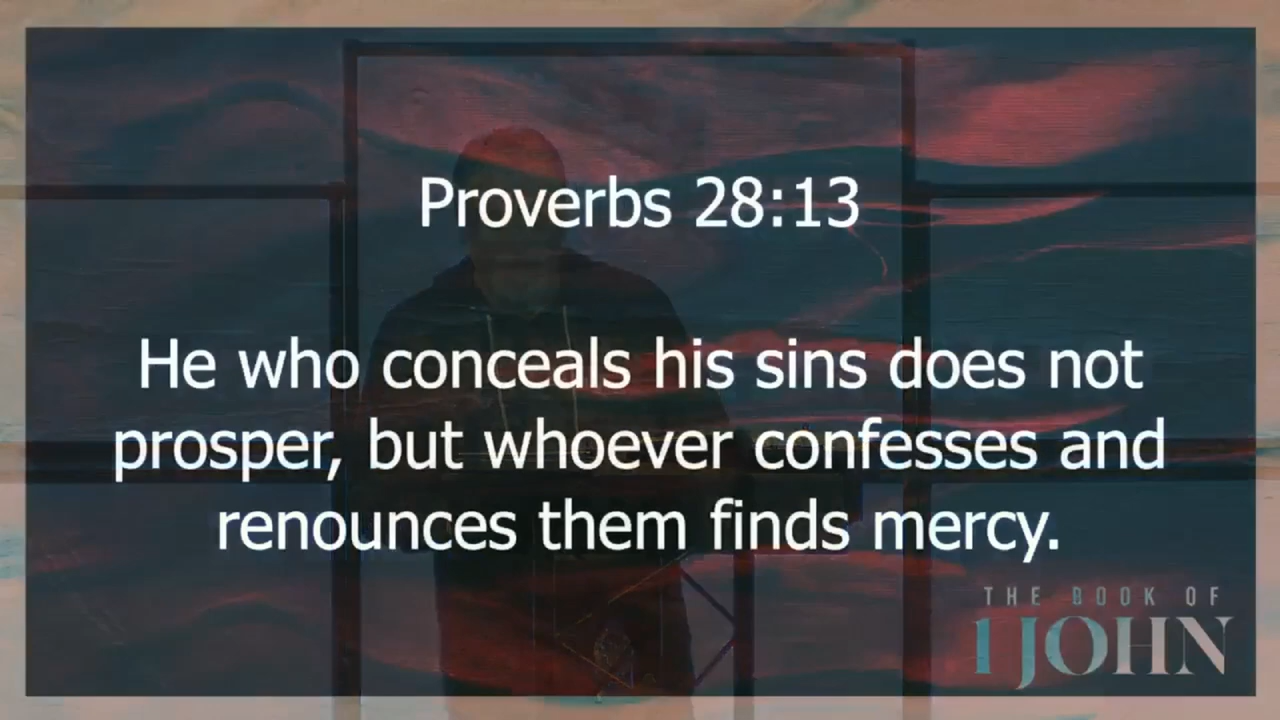 Proverbs 28:13
He who conceals his sins does not
prosper, but whoever confesses and
renounces them finds mercy.
THE BOOK OF
1 JOHN